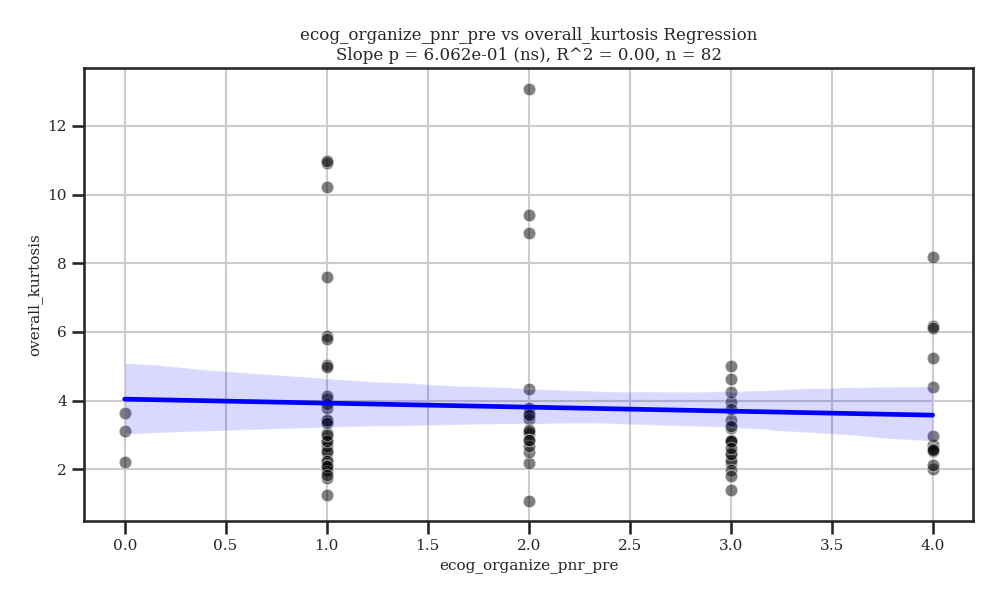 ecog_organize_pnr_pre vs overall_kurtosis Regression
Slope p = 6.062e-01 (ns), R^2 = 0.00, n = 82
overall_kurtosis
12
10
8
6
4
2
0.0 0.5 1.0 1.5 2.0 2.5 3.0 3.5 4.0
ecog_organize_pnr_pre